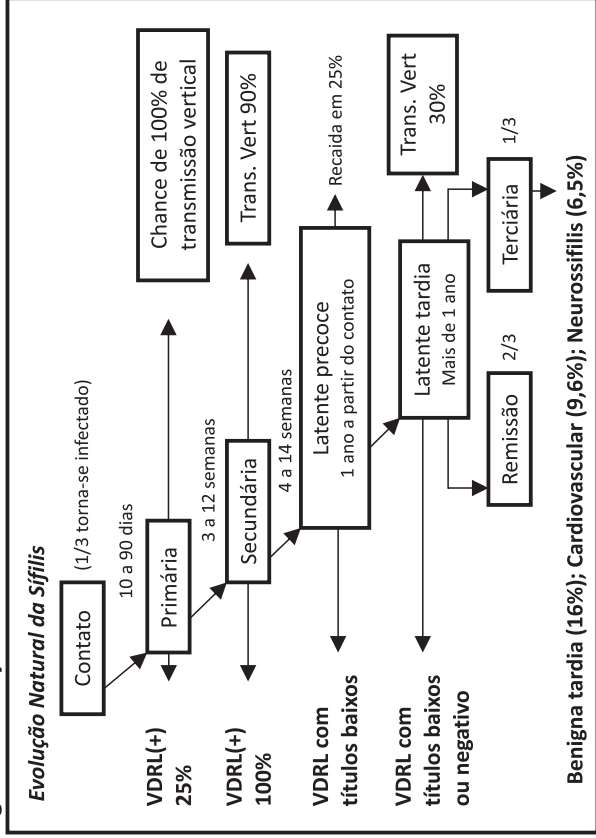 Evolução Natural da Sífilis
Contato
(1/3 torna-se infectado)
10 a 90 dias
VDRL(+)
25%
Primária
Chance de 100% de
transmissão vertical
3 a 12 semanas
VDRL(+)
100%
Secundária
Trans. Vert 90%
4 a 14 semanas
VDRL com
títulos baixos
Latente precoce
1 ano a partir do contato
Recaida em 25%
VDRL com
títulos baixos
ou negativo
Latente tardia
Mais de 1 ano
Trans. Vert
30%
Remissão
2/3
Terciária
1/3
Benigna tardia (16%); Cardiovascular (9,6%); Neurossifilis (6,5%)